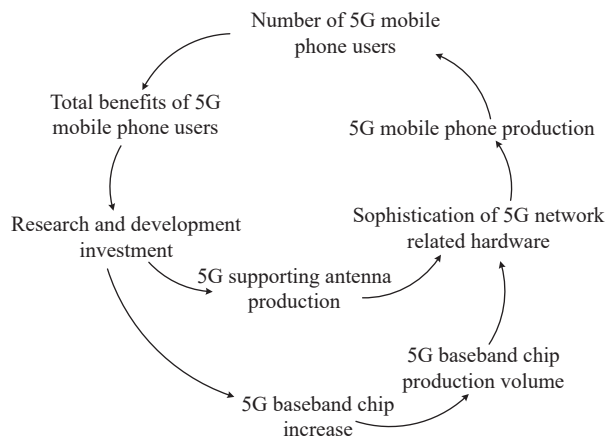 Number of 5G mobile
phone users
Total benefits of 5G
mobile phone users
5G mobile phone production
Research and development
investment
Sophistication of 5G network
related hardware
5G supporting antenna
production
5G baseband chip
production volume
5G baseband chip
increase